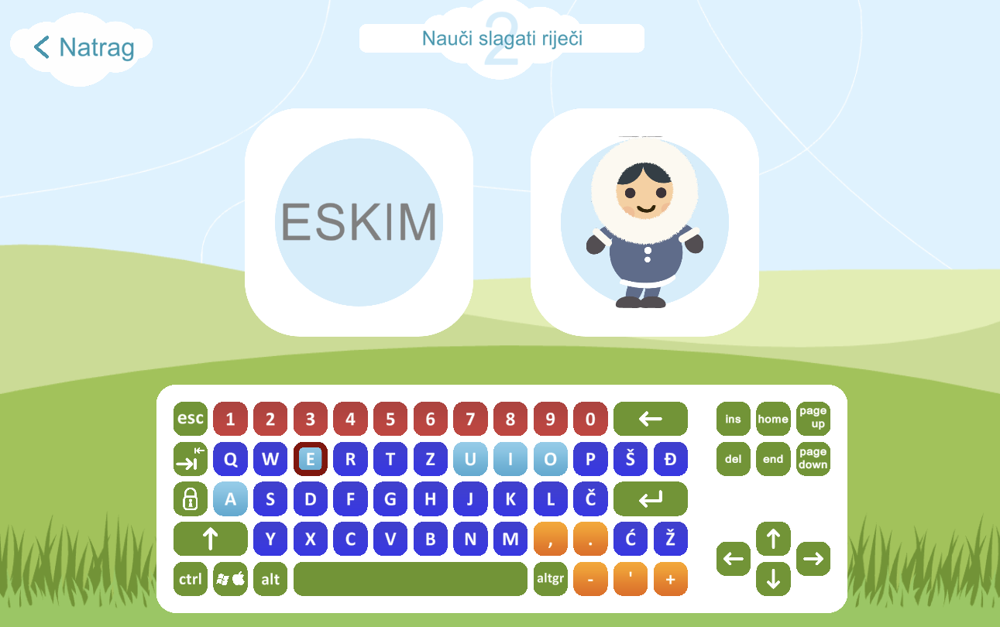 Natrag
2
Nauči slagati riječi
ESKIM
esc 1 2 3 4 5 6 7 8 9 0 ← ins home page up
Q W E R T Z U I O P Š Đ del end page down
A S D F G H J K L Č
↑ Y X C V B N M , . Ć Ž ↑
ctrl alt altgr - ' + ← ↓ →